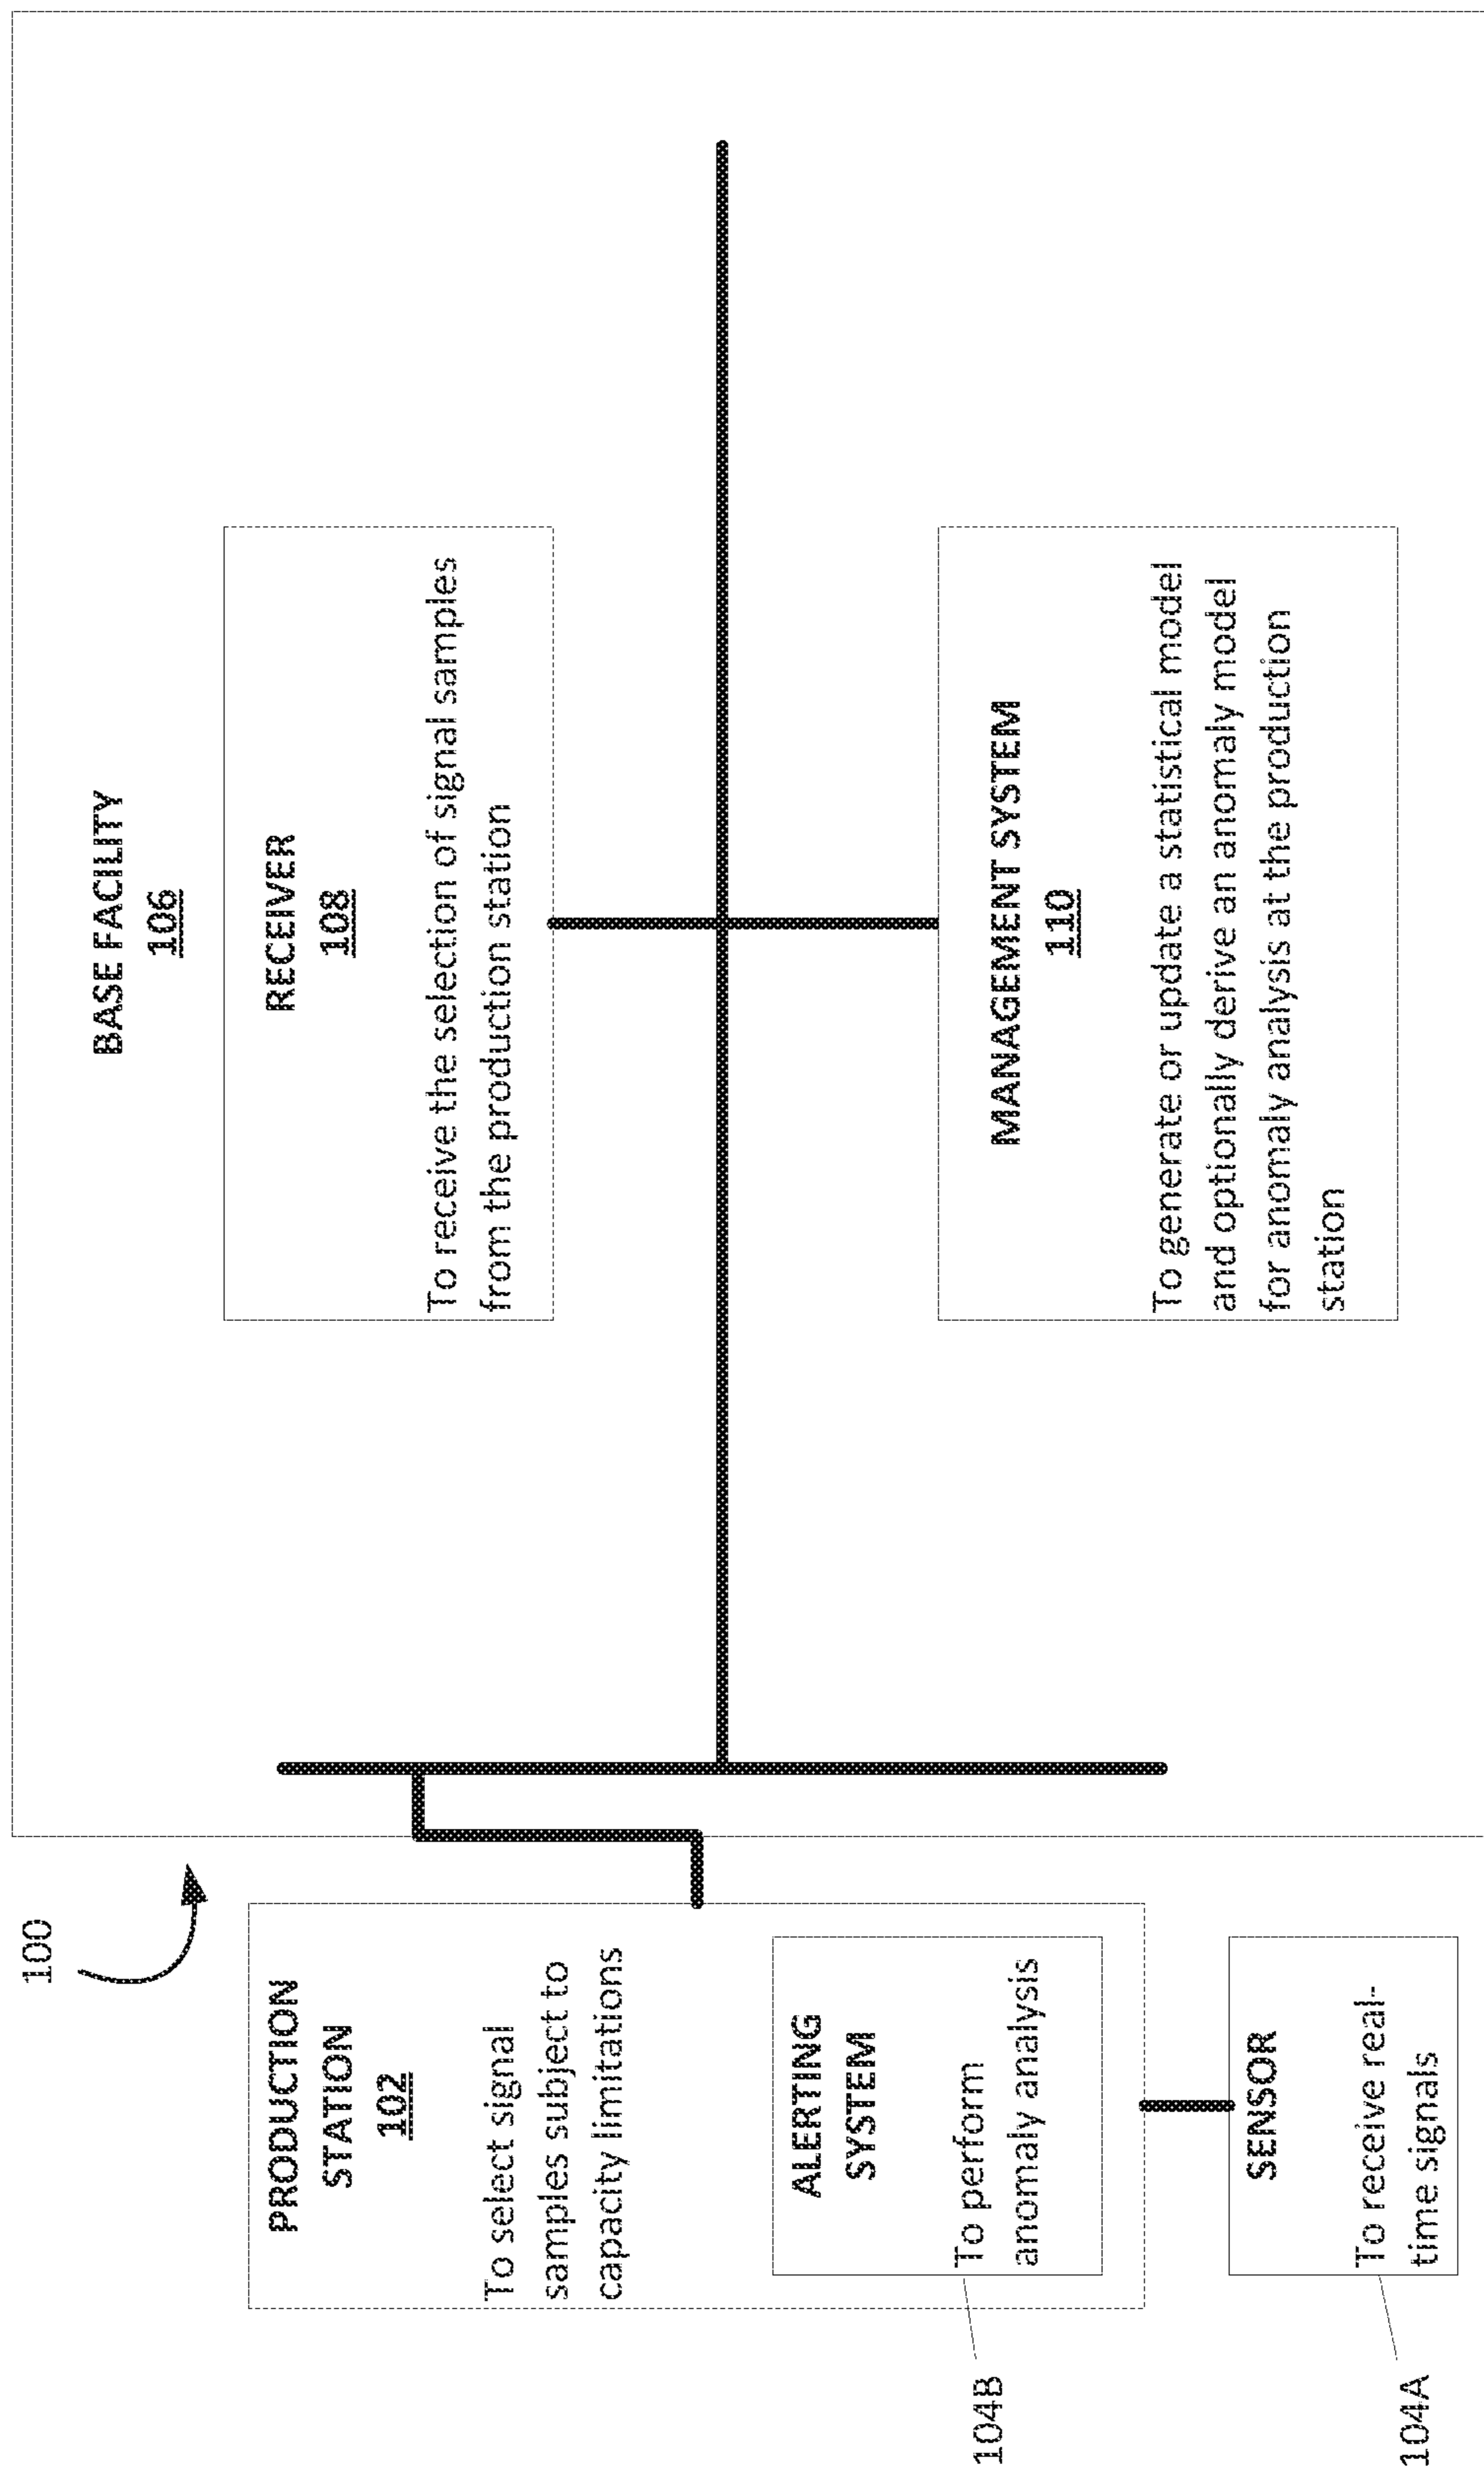 100
PRODUCTION
STATION
102
To select signal
samples subject to
capacity limitations
ALERTING
SYSTEM
To perform
anomaly analysis
104B
SENSOR
To receive real-
time signals
104A
BASE FACILITY
106
RECEIVER
108
To receive the selection of signal samples
from the production station
MANAGEMENT SYSTEM
110
To generate or update a statistical model
and optionally derive an anomaly model
for anomaly analysis at the production
station